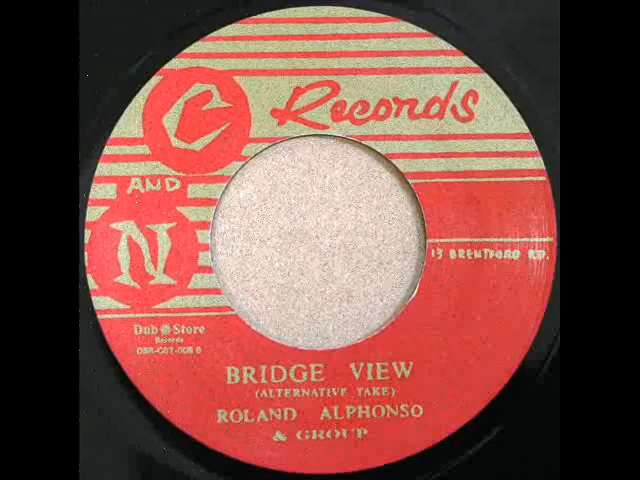 C Records
AND
N
13 BRENTFORD RD.
Dub Store
Records
BRIDGE VIEW
(ALTERNATIVE TAKE)
ROLAND ALPHONSO
& GROUP